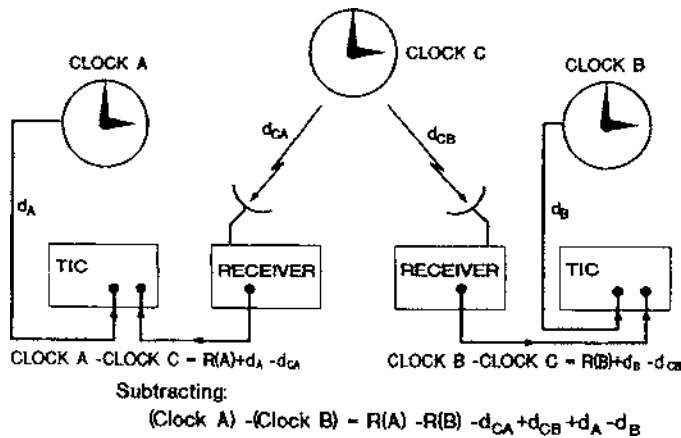 CLOCK A
CLOCK C
CLOCK B
dCA
dCB
dA
dB
TIC
RECEIVER
RECEIVER
TIC
CLOCK A -CLOCK C = R(A)+dA -dCA
CLOCK B -CLOCK C = R(B)+dB -dCB
Subtracting:
(Clock A) -(Clock B) = R(A) -R(B) -dCA+dCB +dA -dB